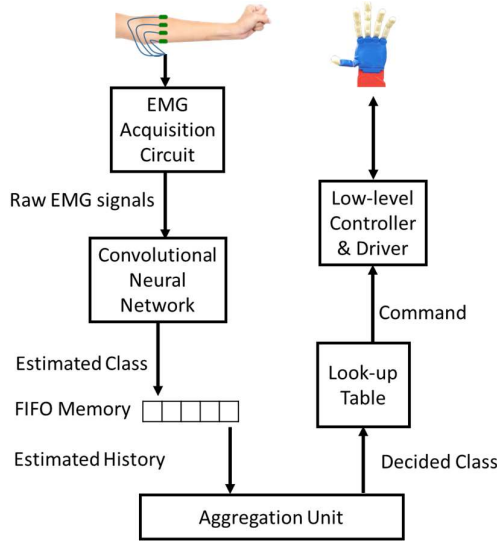 EMG
Acquisition
Circuit
Raw EMG signals
Convolutional
Neural
Network
Estimated Class
FIFO Memory
Estimated History
Aggregation Unit
Decided Class
Look-up
Table
Command
Low-level
Controller
& Driver